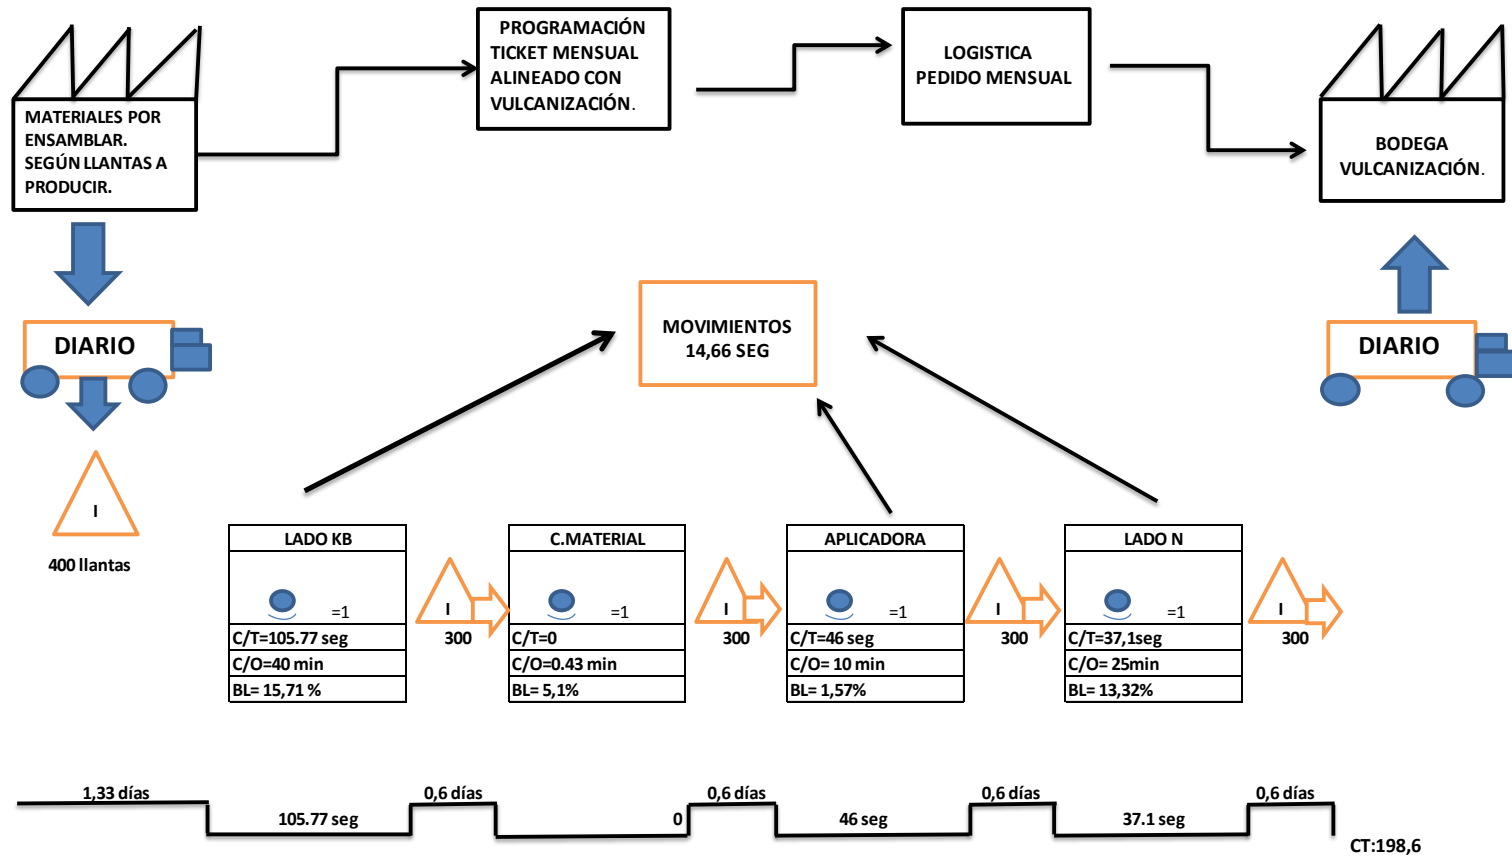 MATERIALES POR
ENSAMBLAR.
SEGÚN LLANTAS A
PRODUCIR.
PROGRAMACIÓN
TICKET MENSUAL
ALINEADO CON
VULCANIZACIÓN.
LOGISTICA
PEDIDO MENSUAL
BODEGA
VULCANIZACIÓN.
DIARIO
MOVIMIENTOS
14,66 SEG
DIARIO
I
400 llantas
LADO KB
=1
C/T=105.77 seg
C/O=40 min
BL= 15,71 %
I
300
C.MATERIAL
=1
C/T=0
C/O=0.43 min
BL= 5,1%
I
300
APLICADORA
=1
C/T=46 seg
C/O= 10 min
BL= 1,57%
I
300
LADO N
=1
C/T=37,1seg
C/O= 25min
BL= 13,32%
I
300
1,33 días
105.77 seg
0,6 días
0
0,6 días
46 seg
0,6 días
37.1 seg
0,6 días
CT:198,6